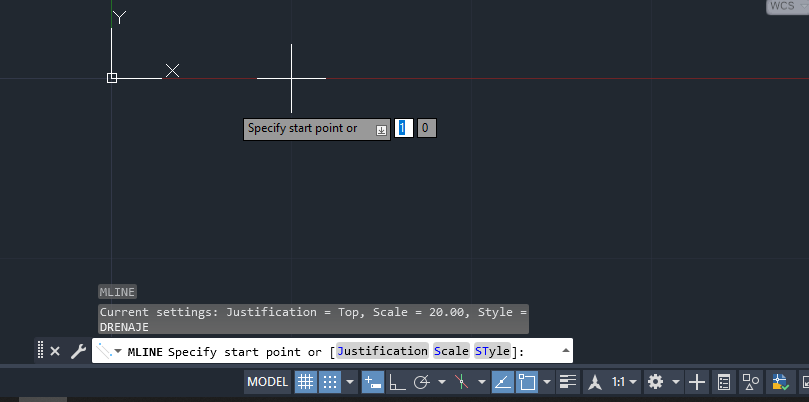 WCS
Y
X
Specify start point or 1 0
MLINE
Current settings: Justification = Top, Scale = 20.00, Style =
DRENAJE
MLINE Specify start point or [Justification Scale STyle]:
MODEL 1:1